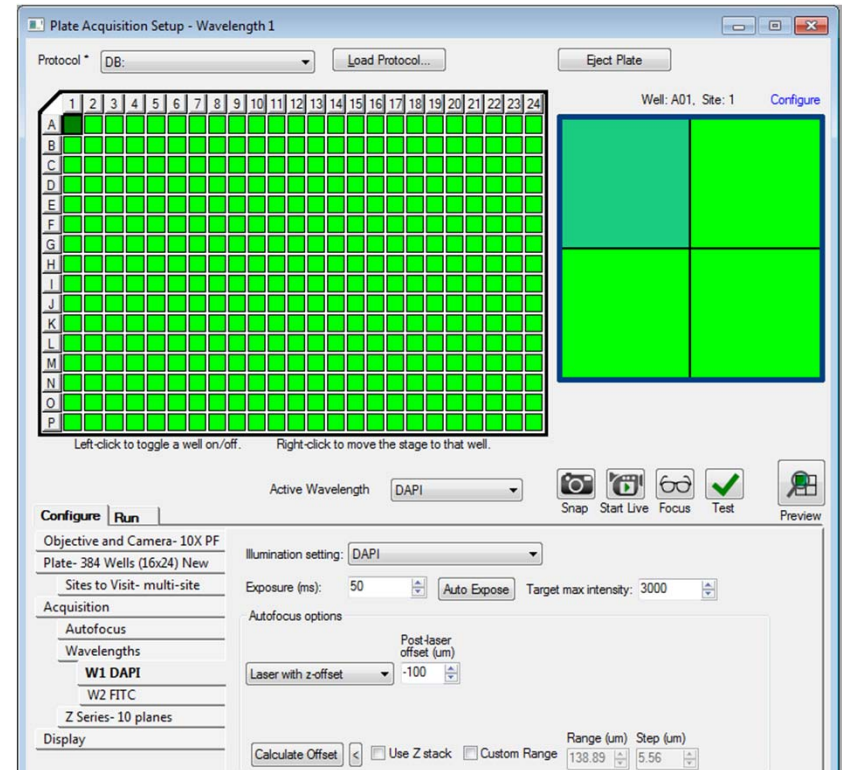 Plate Acquisition Setup - Wavelength 1
Protocol * DB: Load Protocol... Eject Plate
Well: A01, Site: 1 Configure
1 2 3 4 5 6 7 8 9 10 11 12 13 14 15 16 17 18 19 20 21 22 23 24
A
B
C
D
E
F
G
H
I
J
K
L
M
N
O
P
Left-click to toggle a well on/off. Right-click to move the stage to that well.
Active Wavelength DAPI
Snap Start Live Focus Test Preview
Configure Run
Objective and Camera- 10X PF
Plate- 384 Wells (16x24) New
Sites to Visit- multi-site
Acquisition
Autofocus
Wavelengths
W1 DAPI
W2 FITC
Z Series- 10 planes
Display
Illumination setting: DAPI
Exposure (ms): 50 Auto Expose Target max intensity: 3000
Autofocus options
Post-laser
offset (um)
Laser with z-offset -100
Range (um) Step (um)
Calculate Offset < Use Z stack Custom Range 138.89 5.56